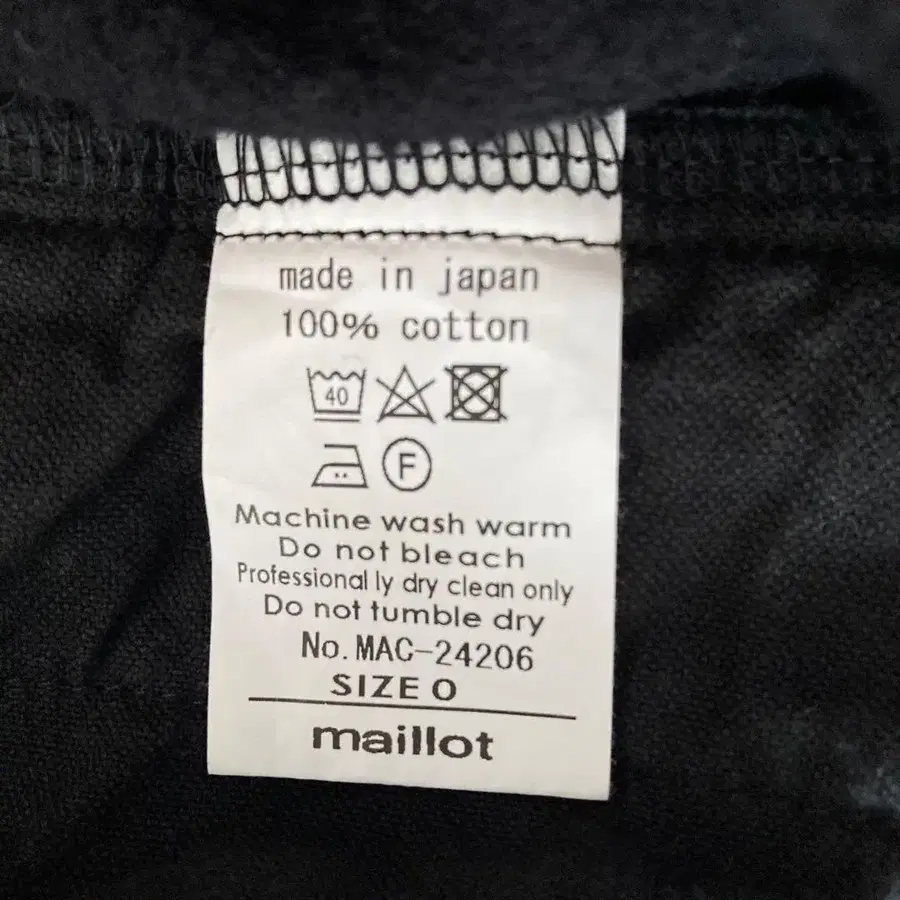 made in japan
100% cotton
40
F
Machine wash warm
Do not bleach
Professional ly dry clean only
Do not tumble dry
No.MAC-24206
SIZE 0
maillot